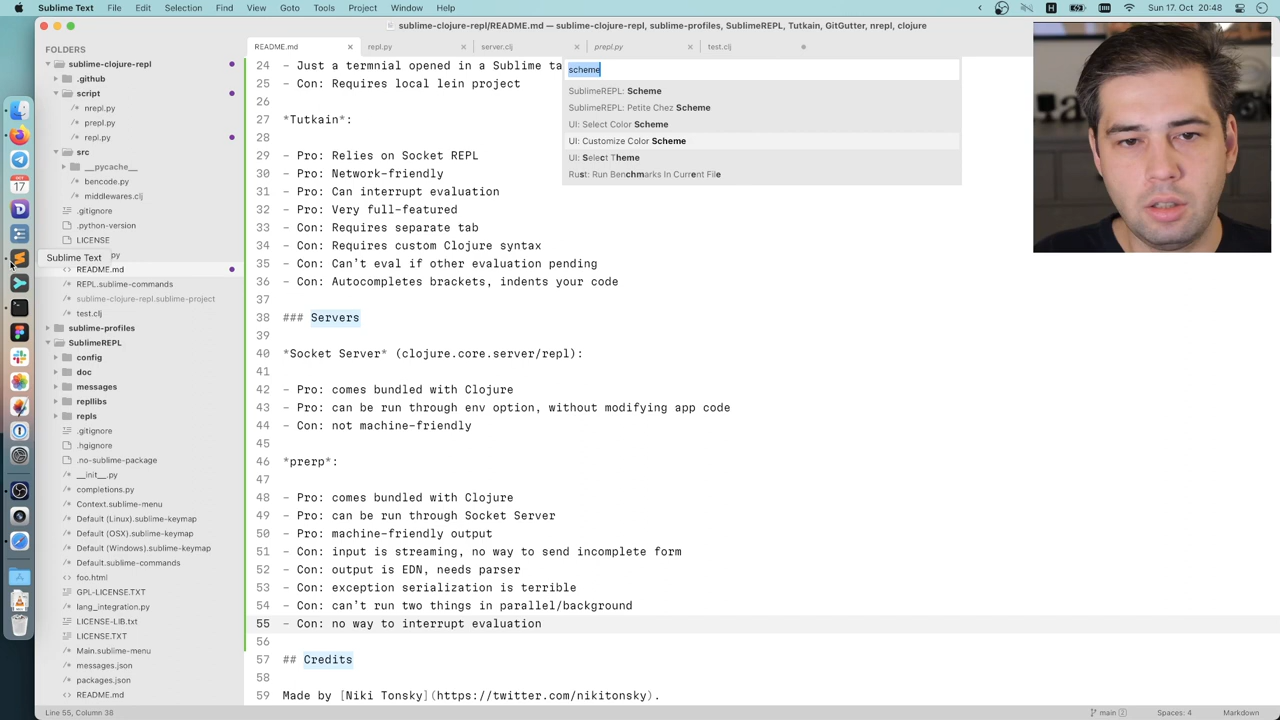 Sublime Text File Edit Selection Find View Goto Tools Project Window Help
Sun 17. Oct 20:48
sublime-clojure-repl/README.md — sublime-clojure-repl, sublime-profiles, SublimeREPL, Tutkain, GitGutter, nrepl, clojure
FOLDERS
sublime-clojure-repl
.github
script
nrepl.py
prepl.py
repl.py
src
__pycache__
bencode.py
middlewares.clj
.gitignore
.python-version
LICENSE
py
Sublime Text
README.md
REPL.sublime-commands
sublime-clojure-repl.sublime-project
test.clj
sublime-profiles
SublimeREPL
config
doc
messages
repllibs
repls
.gitignore
.hgignore
.no-sublime-package
__init__.py
completions.py
Context.sublime-menu
Default (Linux).sublime-keymap
Default (OSX).sublime-keymap
Default (Windows).sublime-keymap
Default.sublime-commands
foo.html
GPL-LICENSE.TXT
lang_integration.py
LICENSE-LIB.txt
LICENSE.TXT
Main.sublime-menu
messages.json
packages.json
README.md
README.md repl.py server.clj prepl.py test.clj
scheme
SublimeREPL: Scheme
SublimeREPL: Petite Chez Scheme
UI: Select Color Scheme
UI: Customize Color Scheme
UI: Select Theme
Rust: Run Benchmarks In Current File
24 - Just a termnial opened in a Sublime ta
25 - Con: Requires local lein project
26
27 *Tutkain*:
28
29 - Pro: Relies on Socket REPL
30 - Pro: Network-friendly
31 - Pro: Can interrupt evaluation
32 - Pro: Very full-featured
33 - Con: Requires separate tab
34 - Con: Requires custom Clojure syntax
35 - Con: Can’t eval if other evaluation pending
36 - Con: Autocompletes brackets, indents your code
37
38 ### Servers
39
40 *Socket Server* (clojure.core.server/repl):
41
42 - Pro: comes bundled with Clojure
43 - Pro: can be run through env option, without modifying app code
44 - Con: not machine-friendly
45
46 *prerp*:
47
48 - Pro: comes bundled with Clojure
49 - Pro: can be run through Socket Server
50 - Pro: machine-friendly output
51 - Con: input is streaming, no way to send incomplete form
52 - Con: output is EDN, needs parser
53 - Con: exception serialization is terrible
54 - Con: can’t run two things in parallel/background
55 - Con: no way to interrupt evaluation
56
57 ## Credits
58
59 Made by [Niki Tonsky](https://twitter.com/nikitonsky).
Line 55, Column 38
main 2 Spaces: 4 Markdown